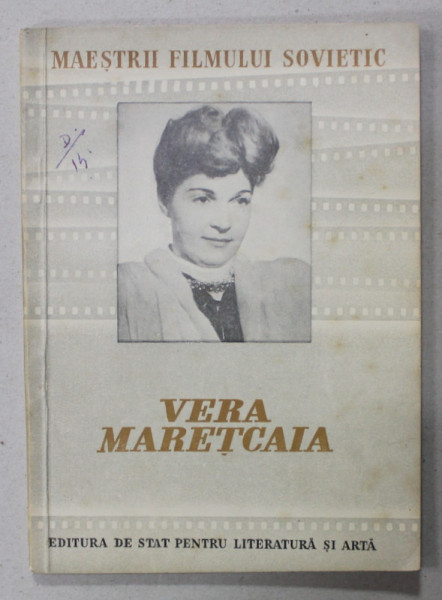 MAEȘTRII FILMULUI SOVIETIC
VERA
MAREȚCAIA
EDITURA DE STAT PENTRU LITERATURĂ ȘI ARTĂ